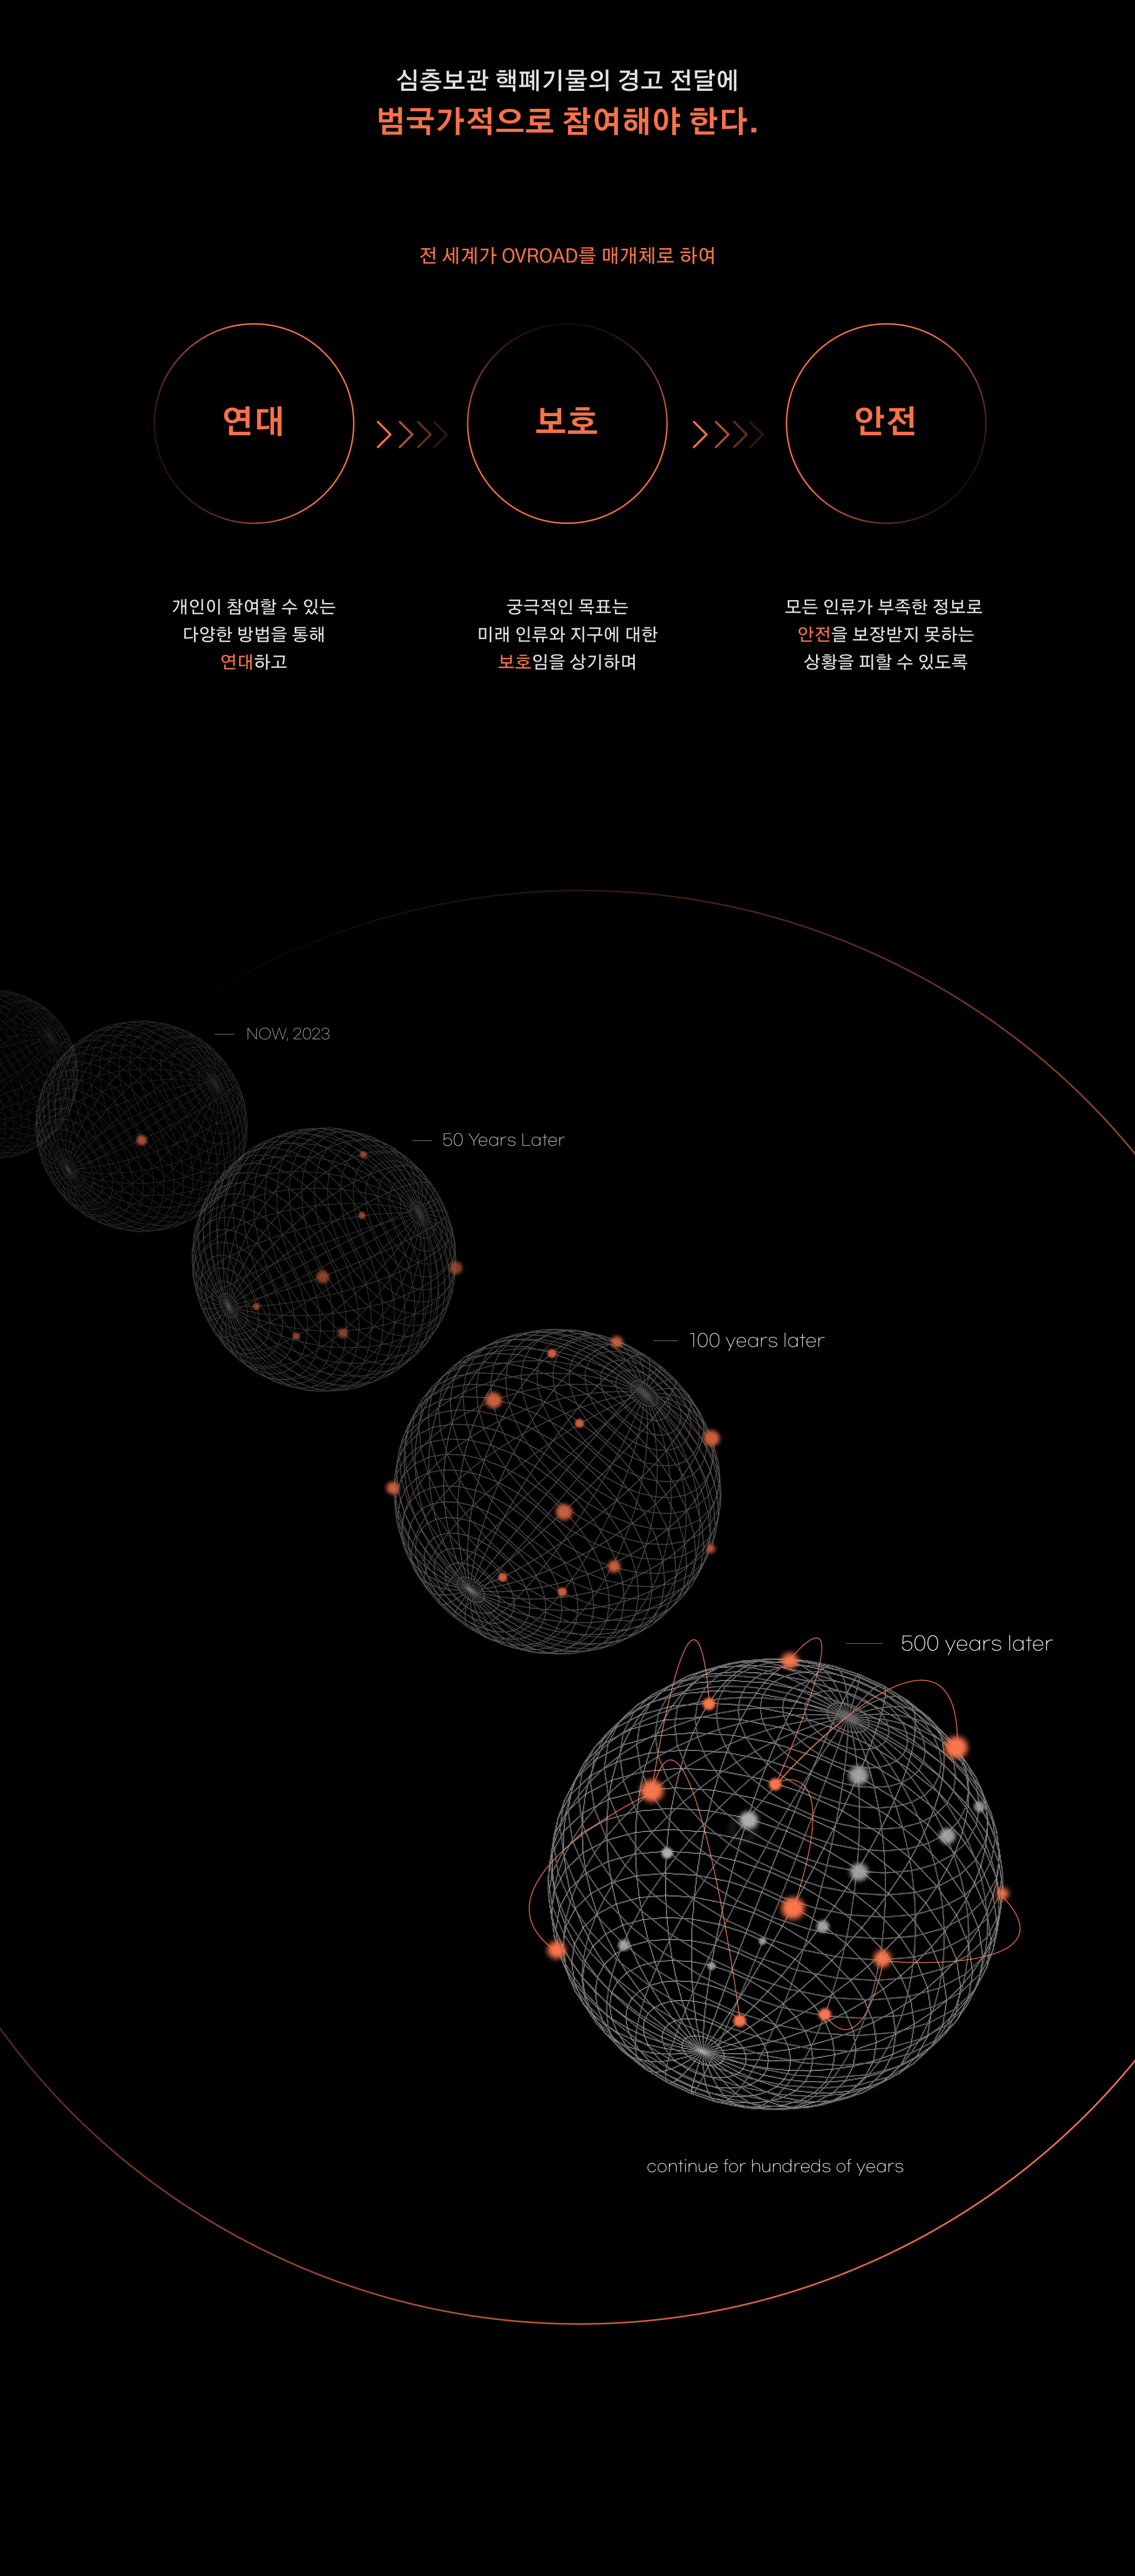 심층보관 핵폐기물의 경고 전달에
범국가적으로 참여해야 한다.
전 세계가 OVROAD를 매개체로 하여
연대
보호
안전
개인이 참여할 수 있는
다양한 방법을 통해
연대하고
궁극적인 목표는
미래 인류와 지구에 대한
보호임을 상기하며
모든 인류가 부족한 정보로
안전을 보장받지 못하는
상황을 피할 수 있도록
NOW, 2023
50 Years Later
100 years later
500 years later
continue for hundreds of years